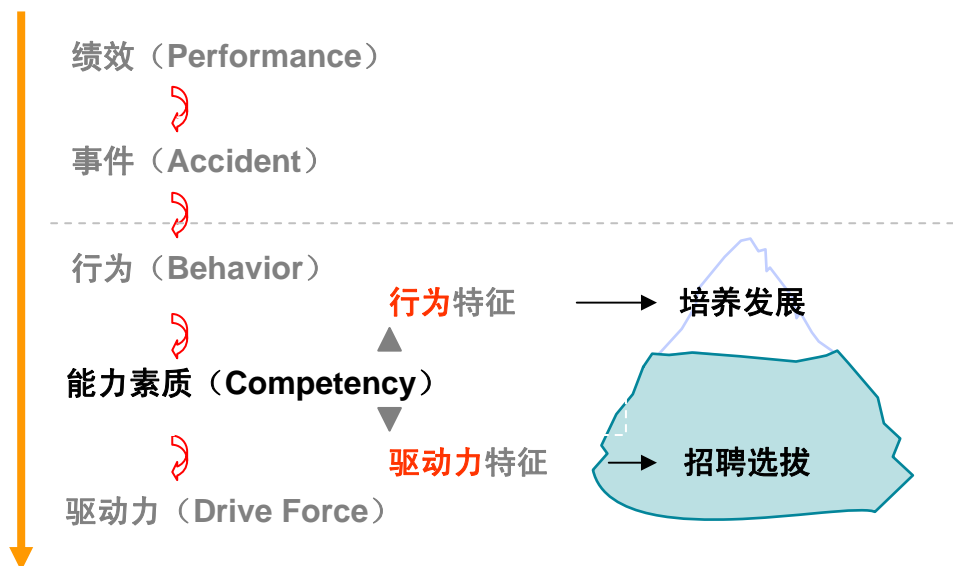 绩效（Performance）
事件（Accident）
行为（Behavior）
行为特征
培养发展
能力素质（Competency）
驱动力特征
招聘选拔
驱动力（Drive Force）